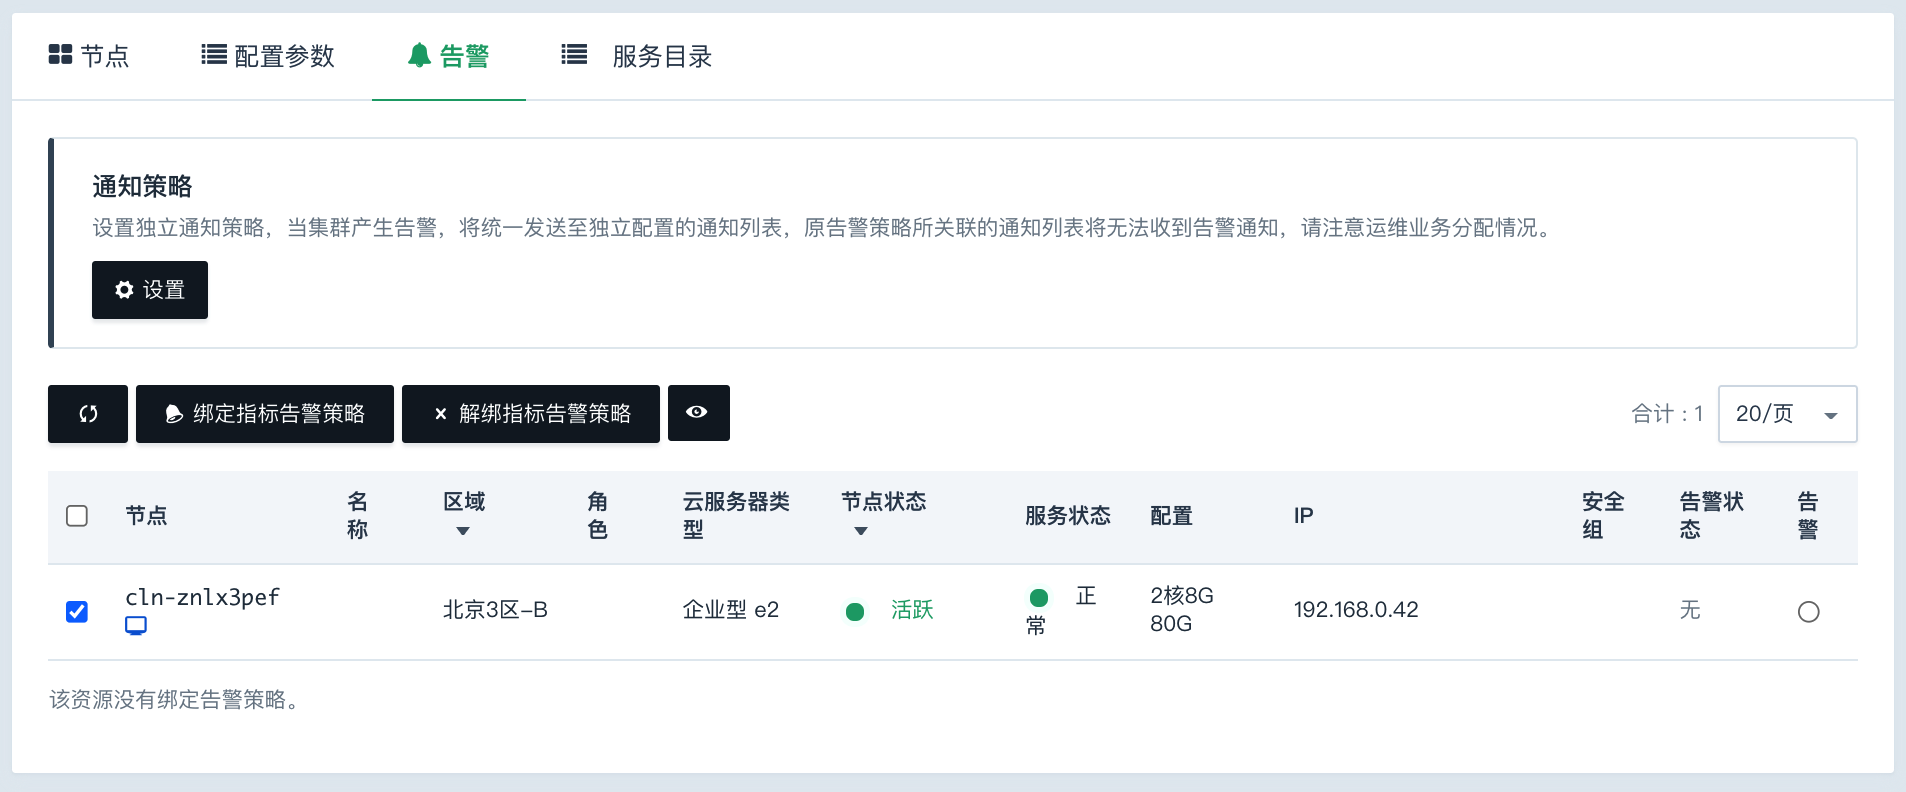 节点 配置参数 告警 服务目录
通知策略
设置独立通知策略，当集群产生告警，将统一发送至独立配置的通知列表，原告警策略所关联的通知列表将无法收到告警通知，请注意运维业务分配情况。
设置
绑定指标告警策略 解绑指标告警策略 合计 : 1 20/页
节点 名称 区域 角色 云服务器类型 节点状态 服务状态 配置 IP 安全组 告警状态 告警
cln-znlx3pef 北京3区-B 企业型 e2 活跃 正常 2核8G 80G 192.168.0.42 无
该资源没有绑定告警策略。